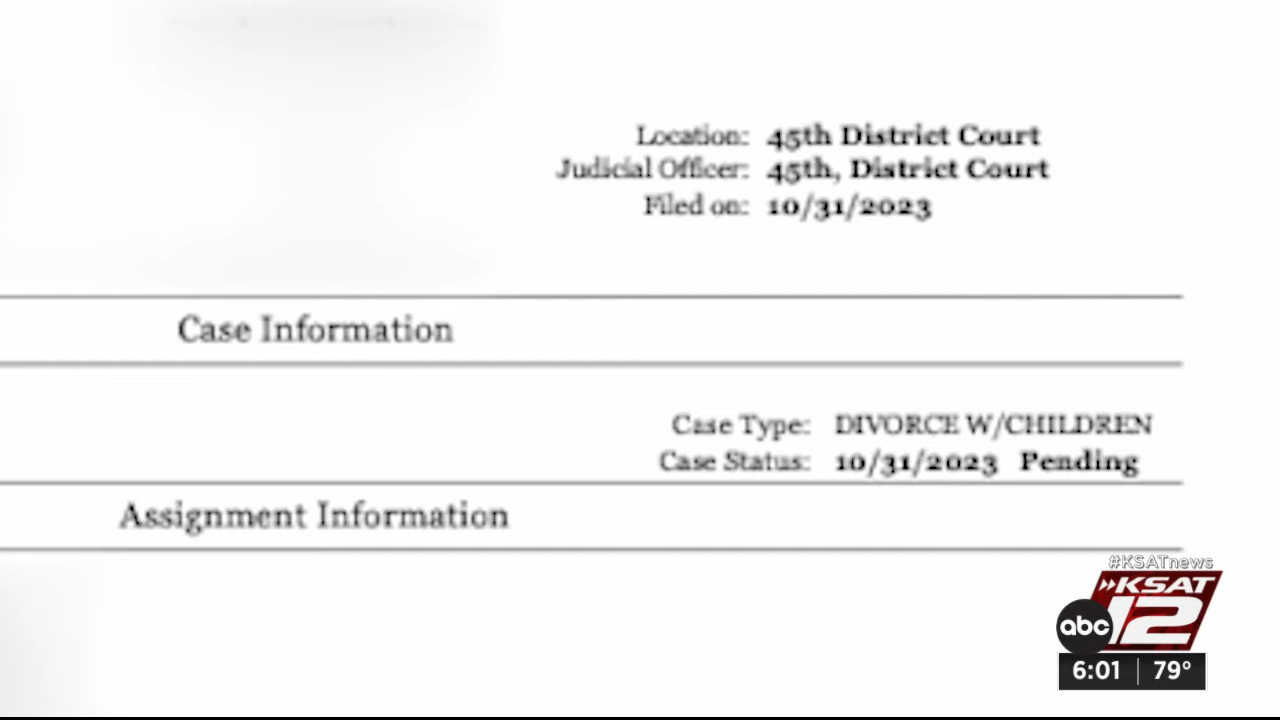 Location: 45th District Court
Judicial Officer: 45th, District Court
Filed on: 10/31/2023
Case Information
Case Type: DIVORCE W/CHILDREN
Case Status: 10/31/2023 Pending
Assignment Information
#KSATnews
KSAT
abc 12
6:01 79°